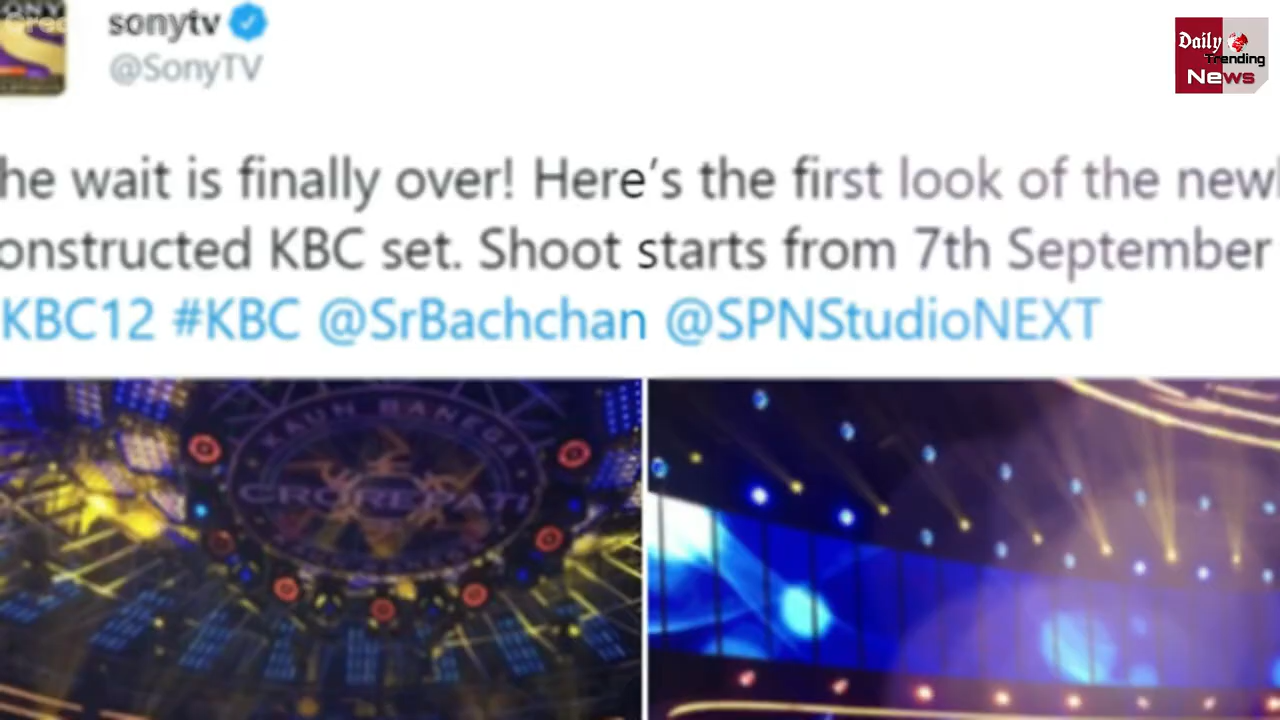 sonytv
@SonyTV
Daily
Trending
News
he wait is finally over! Here's the first look of the new
onstructed KBC set. Shoot starts from 7th September
KBC12 #KBC @SrBachchan @SPNStudioNEXT
KAUN BANEGA
CROREPATI